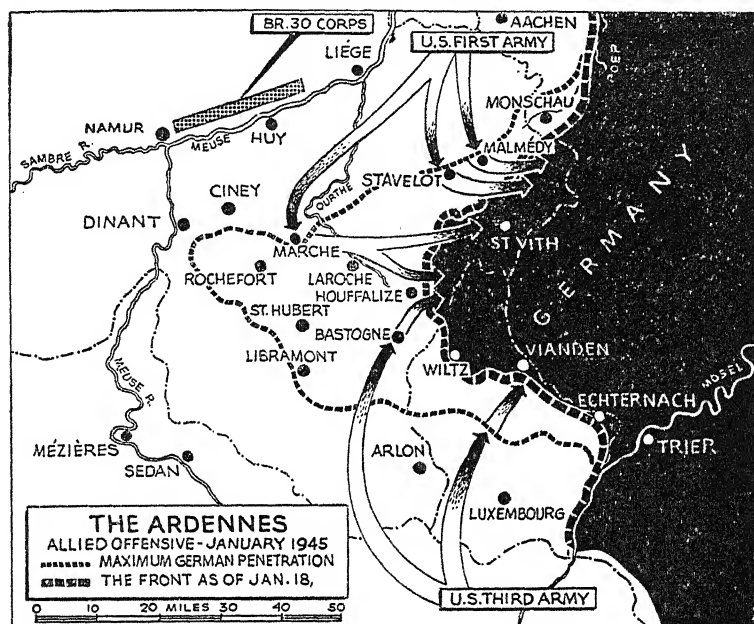 BR. 30 CORPS
AACHEN
U.S. FIRST ARMY
LIÉGE
ROER
MONSCHAU
NAMUR
MEUSE
HUY
SAMBRE R.
MALMÉDY
STAVELOT
CINEY
OURTHE
DINANT
ST VITH
MARCHE
ROCHEFORT
LAROCHE
HOUFFALIZE
GERMANY
ST. HUBERT
BASTOGNE
LIBRAMONT
WILTZ
VIANDEN
MEUSE R.
MOSEL
ECHTERNACH
MÉZIÈRES
SEDAN
ARLON
TRIER
LUXEMBOURG
THE ARDENNES
ALLIED OFFENSIVE - JANUARY 1945
MAXIMUM GERMAN PENETRATION
THE FRONT AS OF JAN. 18,
U.S. THIRD ARMY
0 10 20 MILES 30 40 50